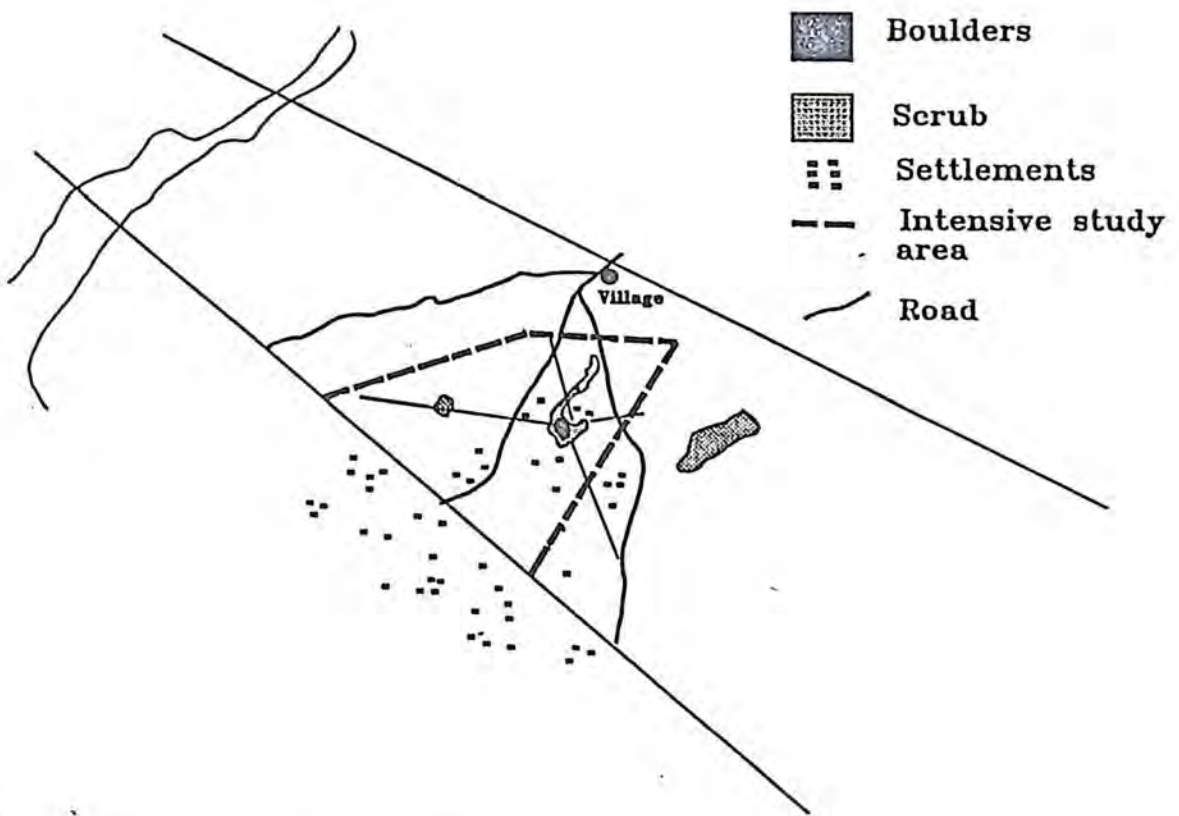 Boulders
Scrub
Settlements
Intensive study
area
Road
Village